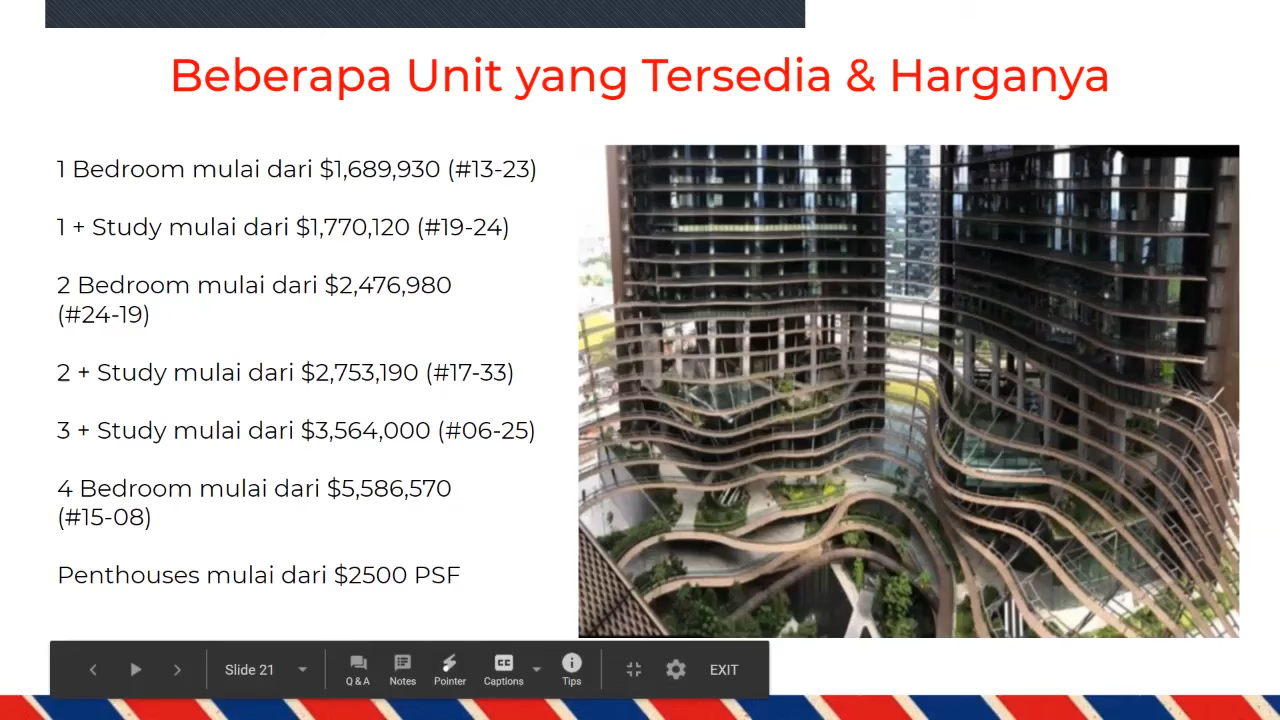 Beberapa Unit yang Tersedia & Harganya
1 Bedroom mulai dari $1,689,930 (#13-23)
1 + Study mulai dari $1,770,120 (#19-24)
2 Bedroom mulai dari $2,476,980
(#24-19)
2 + Study mulai dari $2,753,190 (#17-33)
3 + Study mulai dari $3,564,000 (#06-25)
4 Bedroom mulai dari $5,586,570
(#15-08)
Penthouses mulai dari $2500 PSF
Slide 21
Q & A
Notes
Pointer
CC
Captions
Tips
EXIT